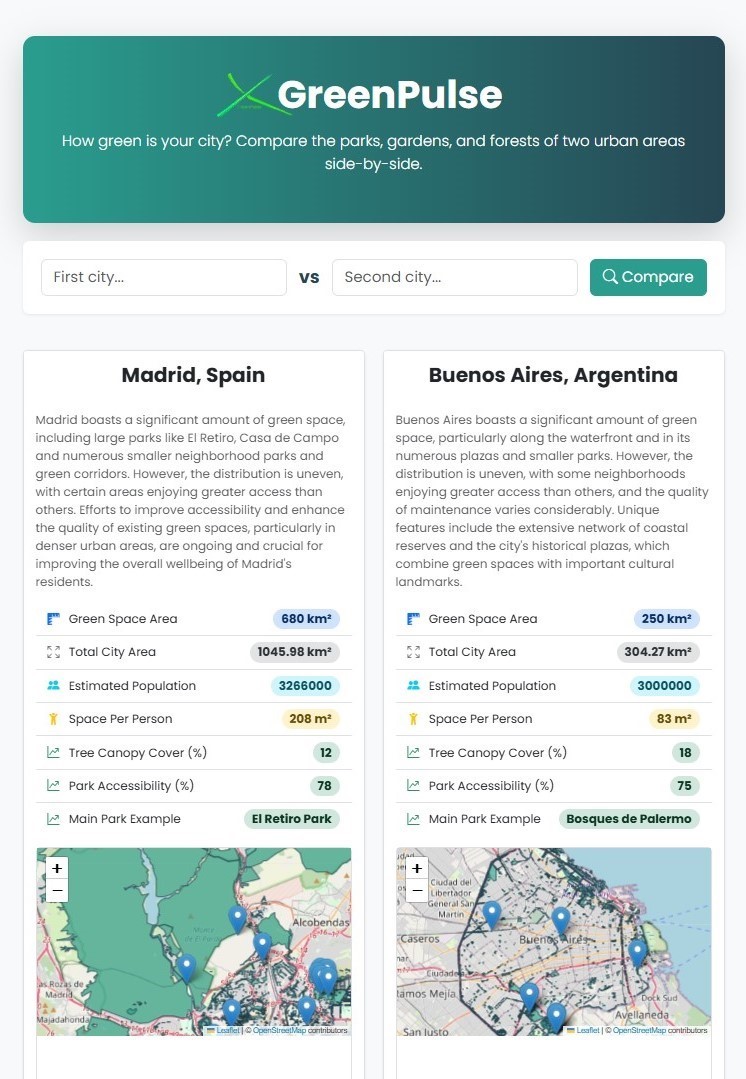 GreenPulse
How green is your city? Compare the parks, gardens, and forests of two urban areas
side-by-side.
First city...
vs
Second city...
Compare
Madrid, Spain
Madrid boasts a significant amount of green space,
including large parks like El Retiro, Casa de Campo
and numerous smaller neighborhood parks and
green corridors. However, the distribution is uneven,
with certain areas enjoying greater access than
others. Efforts to improve accessibility and enhance
the quality of existing green spaces, particularly in
denser urban areas, are ongoing and crucial for
improving the overall wellbeing of Madrid's
residents.
Green Space Area 680 km²
Total City Area 1045.98 km²
Estimated Population 3266000
Space Per Person 208 m²
Tree Canopy Cover (%) 12
Park Accessibility (%) 78
Main Park Example El Retiro Park
+
−
Alcobendas
as Rozas de
Madrid
Majadahonda
Leaflet | © OpenStreetMap contributors
Buenos Aires, Argentina
Buenos Aires boasts a significant amount of green
space, particularly along the waterfront and in its
numerous plazas and smaller parks. However, the
distribution is uneven, with some neighborhoods
enjoying greater access than others, and the quality
of maintenance varies considerably. Unique
features include the extensive network of coastal
reserves and the city's historical plazas, which
combine green spaces with important cultural
landmarks.
Green Space Area 250 km²
Total City Area 304.27 km²
Estimated Population 3000000
Space Per Person 83 m²
Tree Canopy Cover (%) 18
Park Accessibility (%) 75
Main Park Example Bosques de Palermo
+
−
Ciudad del
Libertador
General San
Martín
Caseros
Buenos Aires
Ciudade
tamos Mejía
San Justo
Dock Sud
Avellaneda
Leaflet | © OpenStreetMap contributors